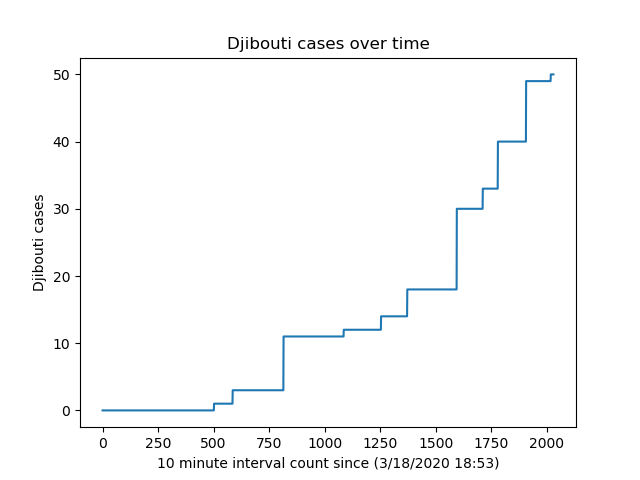 Djibouti cases over time
50
40
30
20
10
0
Djibouti cases
0 250 500 750 1000 1250 1500 1750 2000
10 minute interval count since (3/18/2020 18:53)